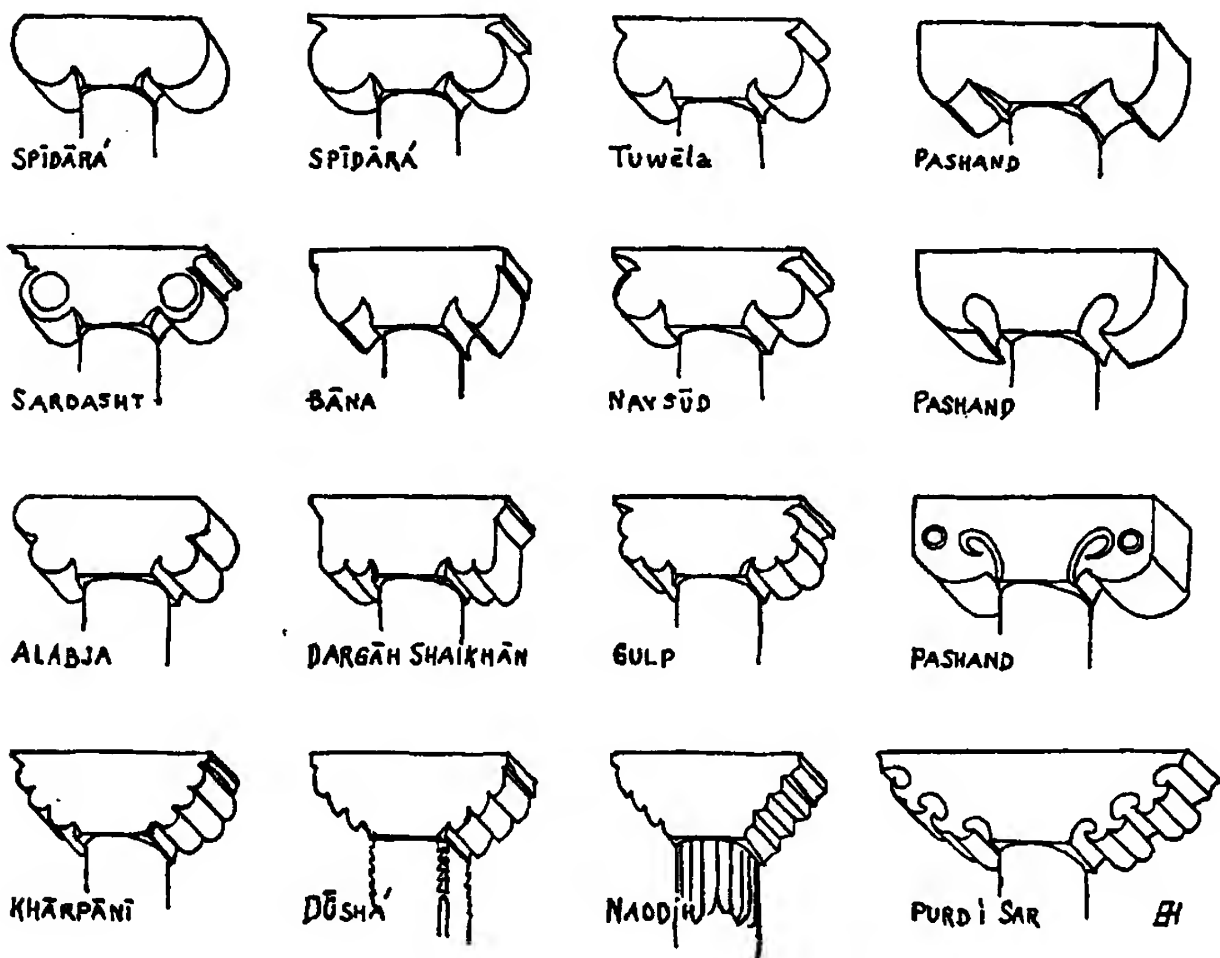 SPĪDĀRÁ
SPĪDĀRÁ
Tuwēla
PASHAND
SARDASHT
BĀNA
NAVSŪD
PASHAND
ALABJA
DARGĀH SHAIKHĀN
GULP
PASHAND
KHĀRPĀNĪ
DŪSHÁ
NAODIH
PURD i SAR
EH